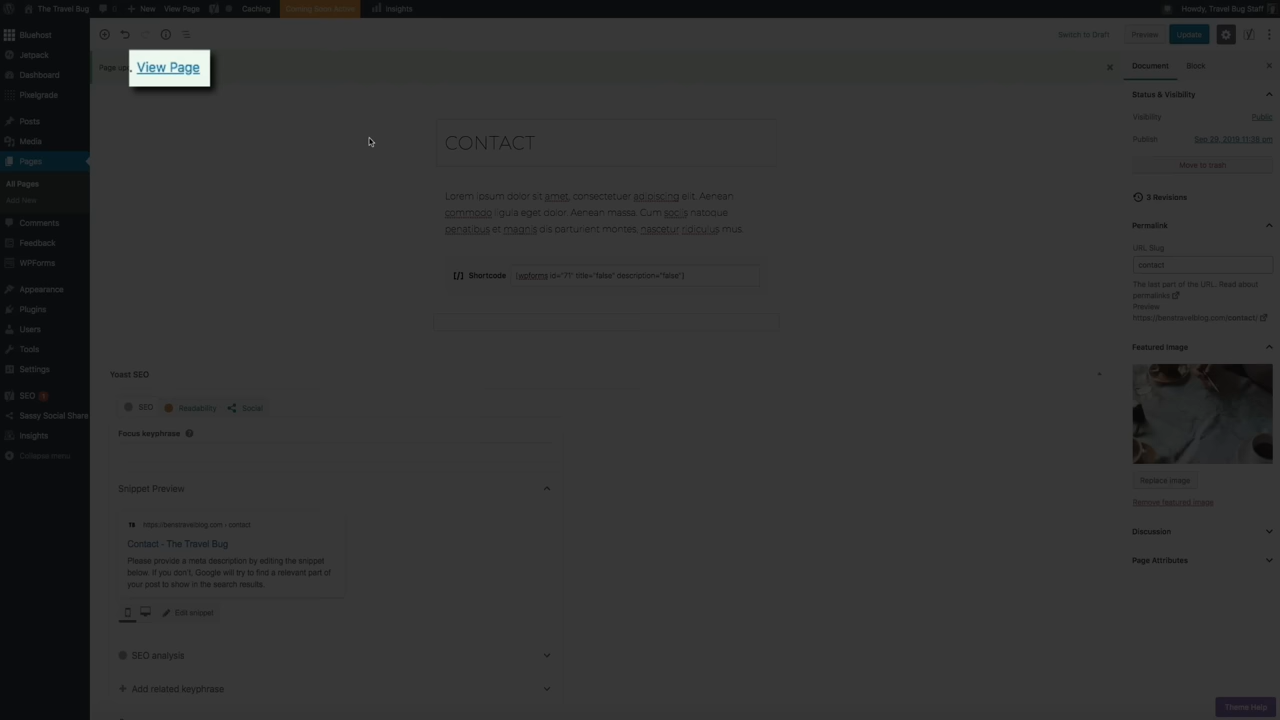 The Travel Bug 0 New View Page Caching Coming Soon Active Insights Howdy, Travel Bug Staff
Bluehost
Jetpack
Dashboard
Pixelgrade
Posts
Media
Pages
All Pages
Add New
Comments
Feedback
WPForms
Appearance
Plugins
Users
Tools
Settings
SEO 1
Sassy Social Share
Insights
Collapse menu
Switch to Draft Preview Update
Page up. View Page
CONTACT
Lorem ipsum dolor sit amet, consectetuer adipiscing elit. Aenean
commodo ligula eget dolor. Aenean massa. Cum sociis natoque
penatibus et magnis dis parturient montes, nascetur ridiculus mus.
[/] Shortcode [wpforms id="71" title="false" description="false"]
Yoast SEO
SEO Readability Social
Focus keyphrase ?
Snippet Preview
TB https://benstravelblog.com › contact
Contact - The Travel Bug
Please provide a meta description by editing the snippet
below. If you don't, Google will try to find a relevant part of
your post to show in the search results.
Edit snippet
SEO analysis
Add related keyphrase
Document Block
Status & Visibility
Visibility Public
Publish Sep 29, 2019 11:38 am
Move to trash
3 Revisions
Permalink
URL Slug
contact
The last part of the URL. Read about
permalinks
Preview
https://benstravelblog.com/contact/
Featured Image
Replace Image
Remove featured image
Discussion
Page Attributes
Theme Help